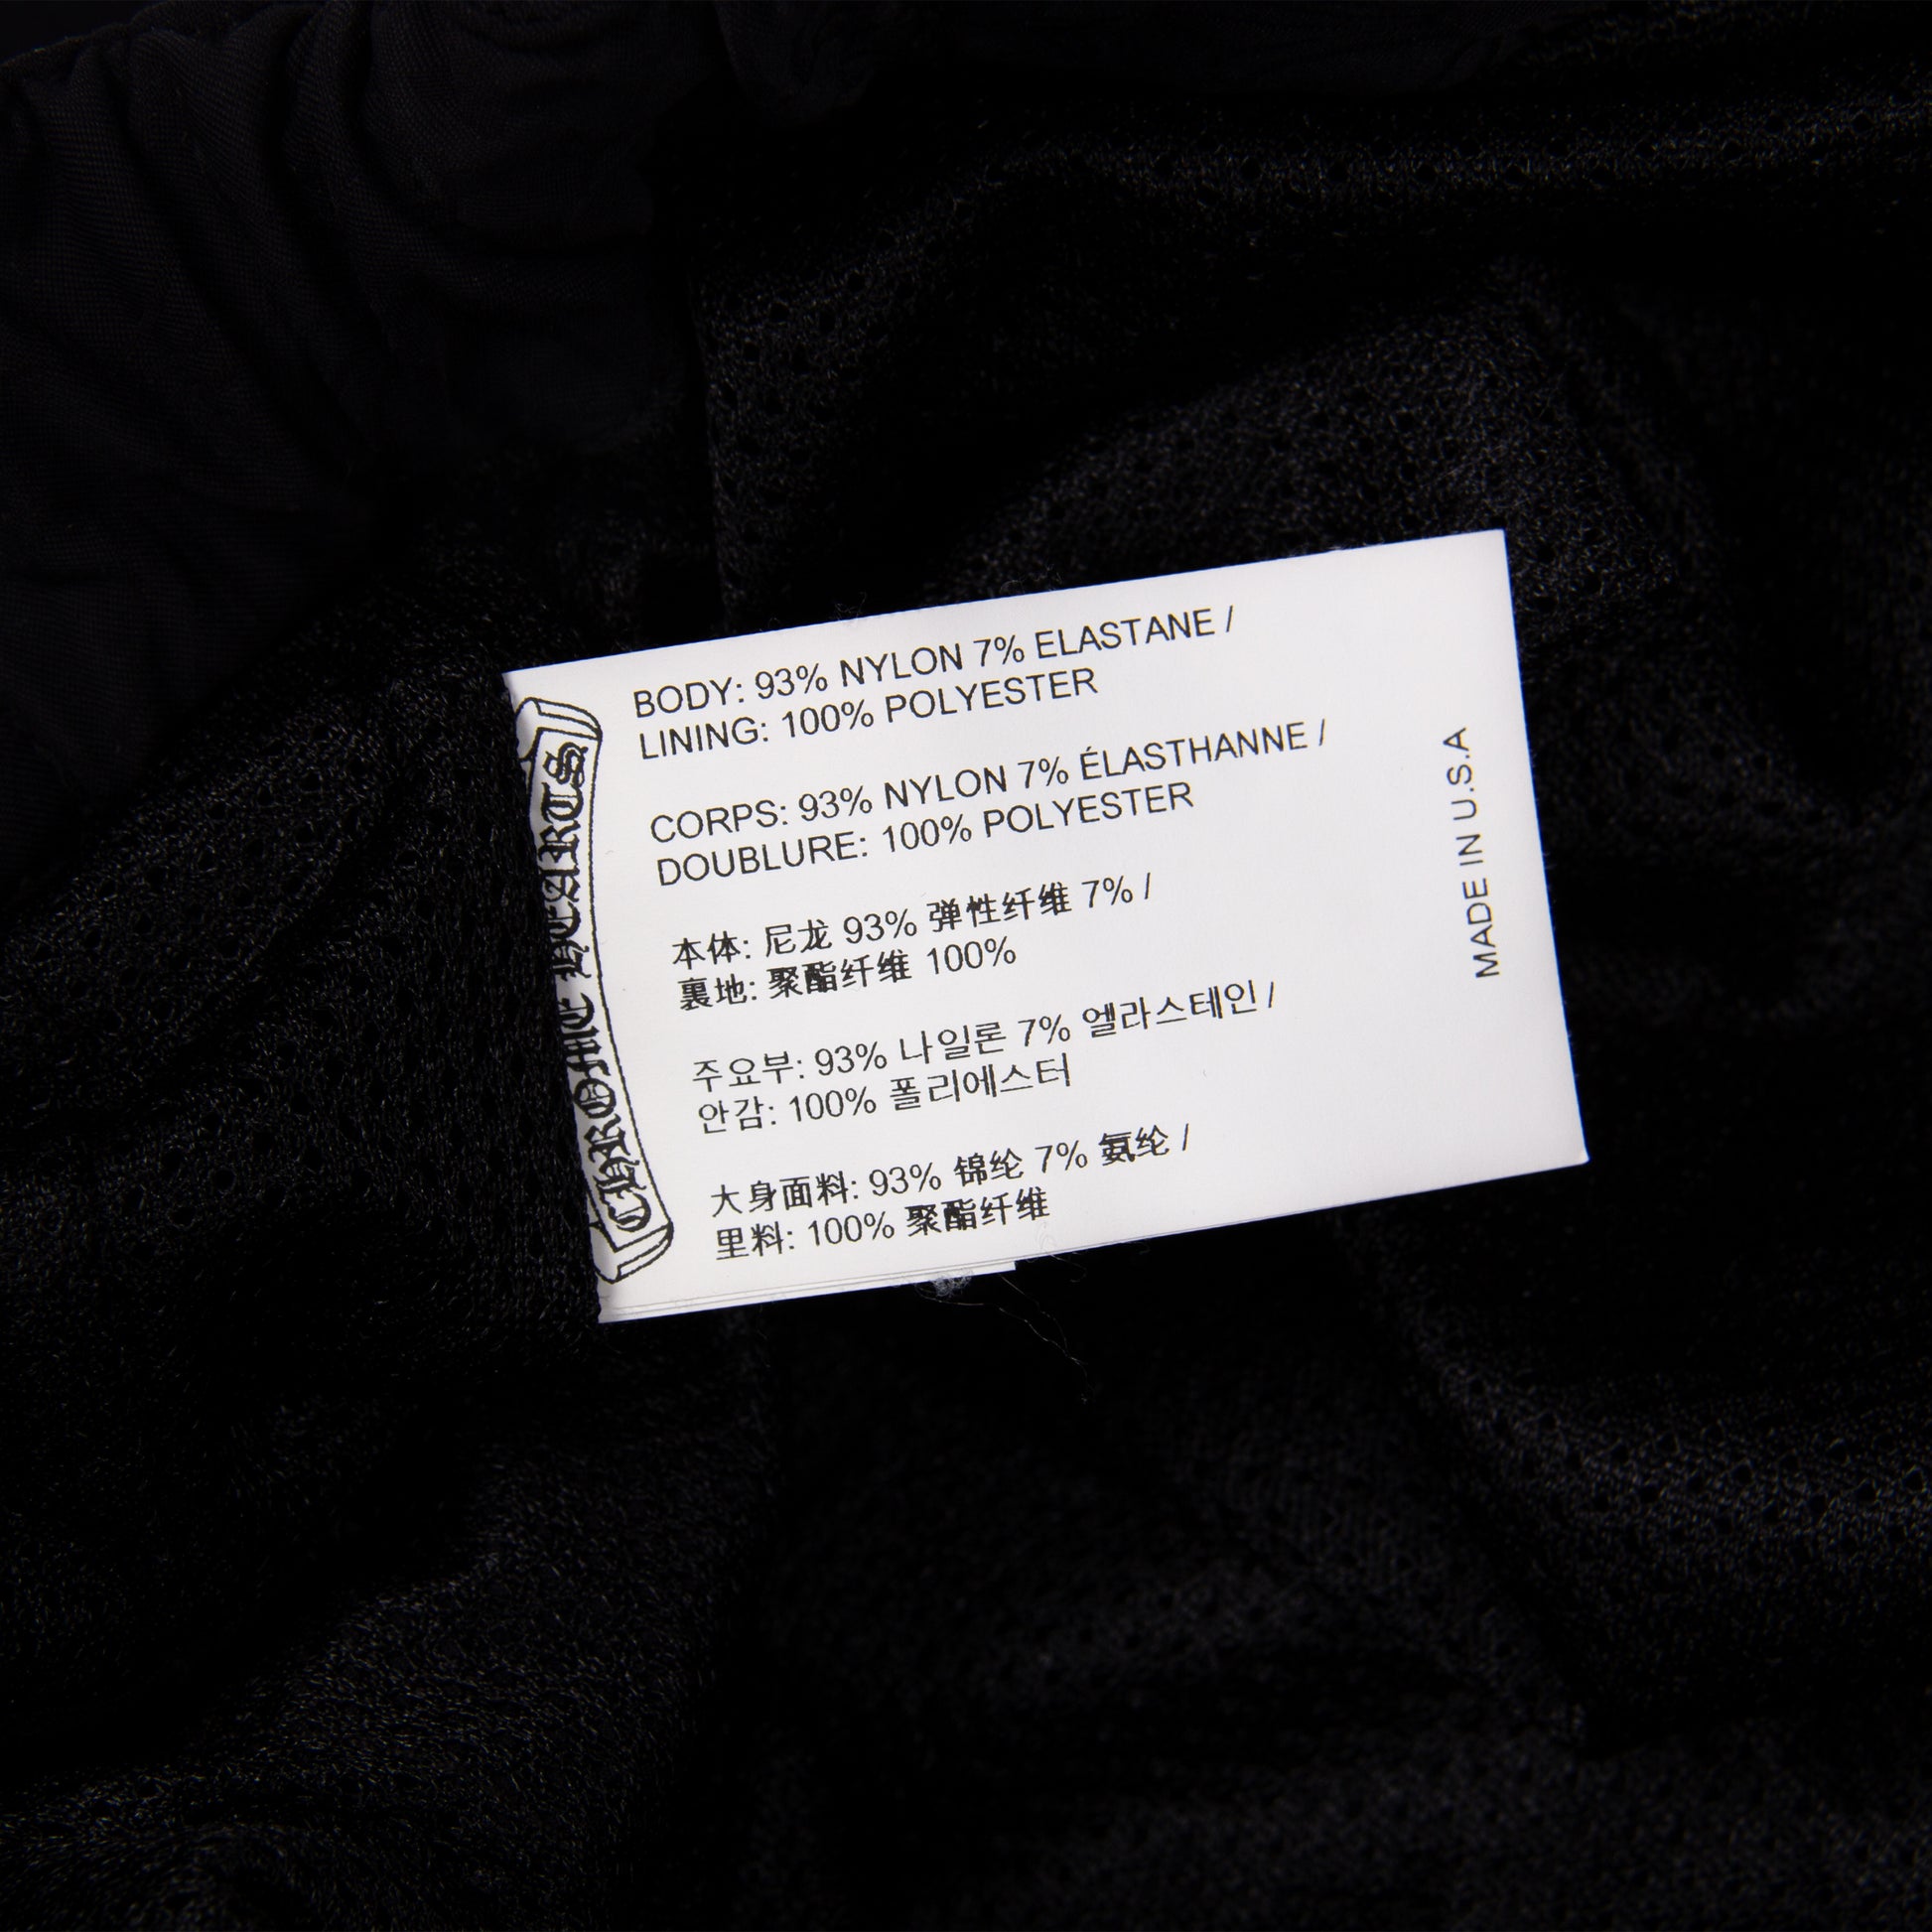 CHROME HEARTS
BODY: 93% NYLON 7% ELASTANE /
LINING: 100% POLYESTER
CORPS: 93% NYLON 7% ÉLASTHANNE /
DOUBLURE: 100% POLYESTER
本体: 尼龙 93% 弹性纤维 7% /
裏地: 聚酯纤维 100%
주요부: 93% 나일론 7% 엘라스테인 /
안감: 100% 폴리에스터
大身面料: 93% 锦纶 7% 氨纶 /
里料: 100% 聚酯纤维
MADE IN U.S.A